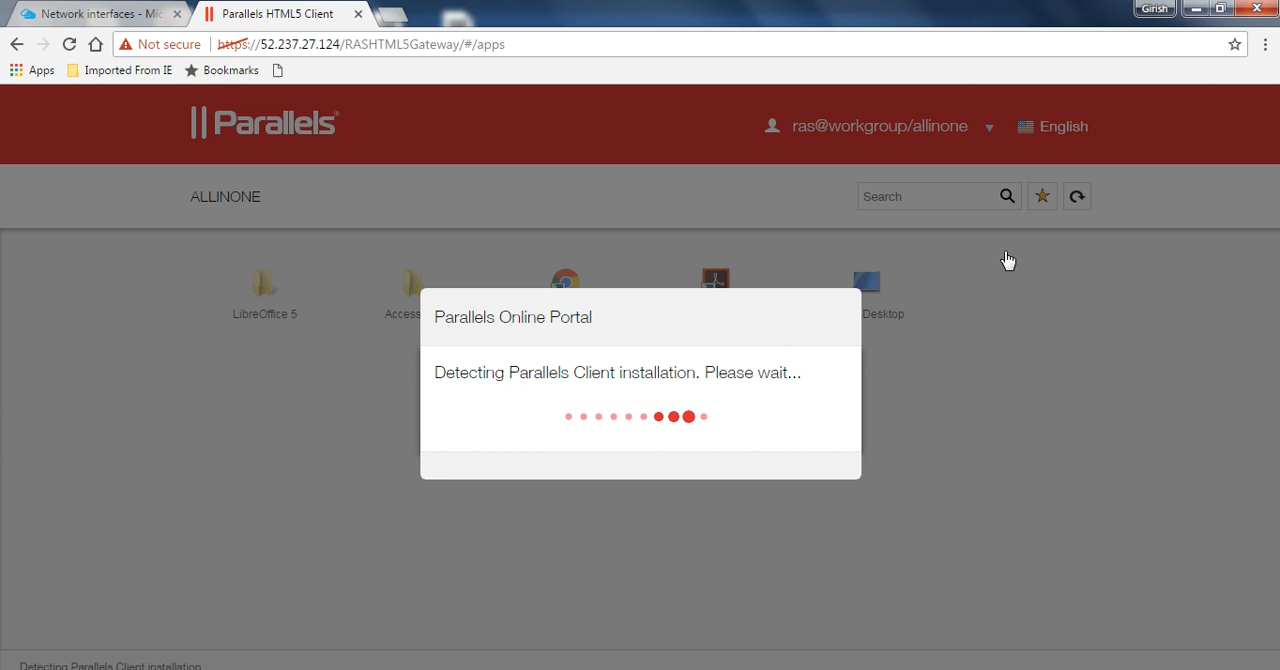 Network interfaces - Mic
Parallels HTML5 Client
Girish
Not secure
https://52.237.27.124/RASHTML5Gateway/#/apps
Apps
Imported From IE
Bookmarks
Parallels®
ras@workgroup/allinone
English
ALLINONE
Search
LibreOffice 5
Access
Desktop
Parallels Online Portal
Detecting Parallels Client installation. Please wait...
Detecting Parallels Client installation